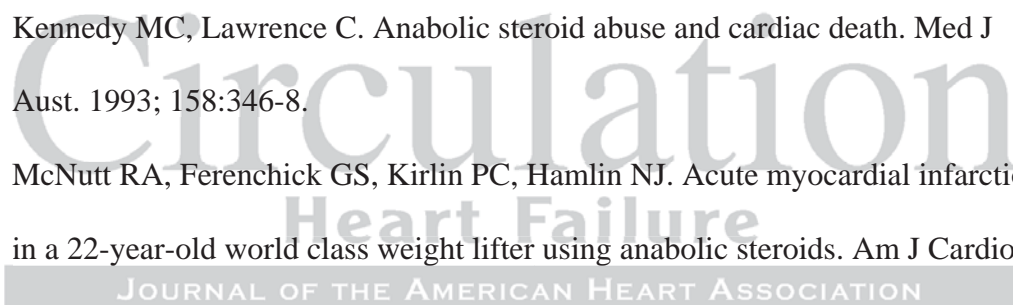 Kennedy MC, Lawrence C. Anabolic steroid abuse and cardiac death. Med J
Circulation
Aust. 1993; 158:346-8.
McNutt RA, Ferenchick GS, Kirlin PC, Hamlin NJ. Acute myocardial infarctio
Heart Failure
in a 22-year-old world class weight lifter using anabolic steroids. Am J Cardio
JOURNAL OF THE AMERICAN HEART ASSOCIATION